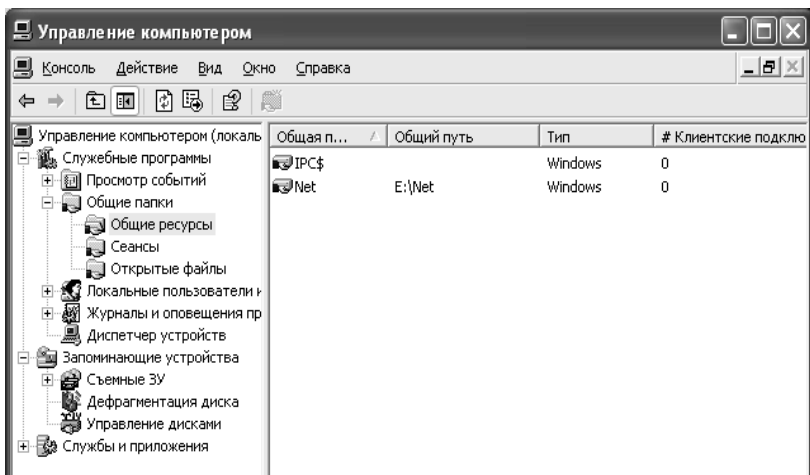 Управление компьютером
Консоль Действие Вид Окно Справка
Управление компьютером (локаль
Служебные программы
Просмотр событий
Общие папки
Общие ресурсы
Сеансы
Открытые файлы
Локальные пользователи и
Журналы и оповещения пр
Диспетчер устройств
Запоминающие устройства
Съемные ЗУ
Дефрагментация диска
Управление дисками
Службы и приложения
Общая п... Общий путь Тип # Клиентские подклю
IPC$ Windows 0
Net E:\Net Windows 0